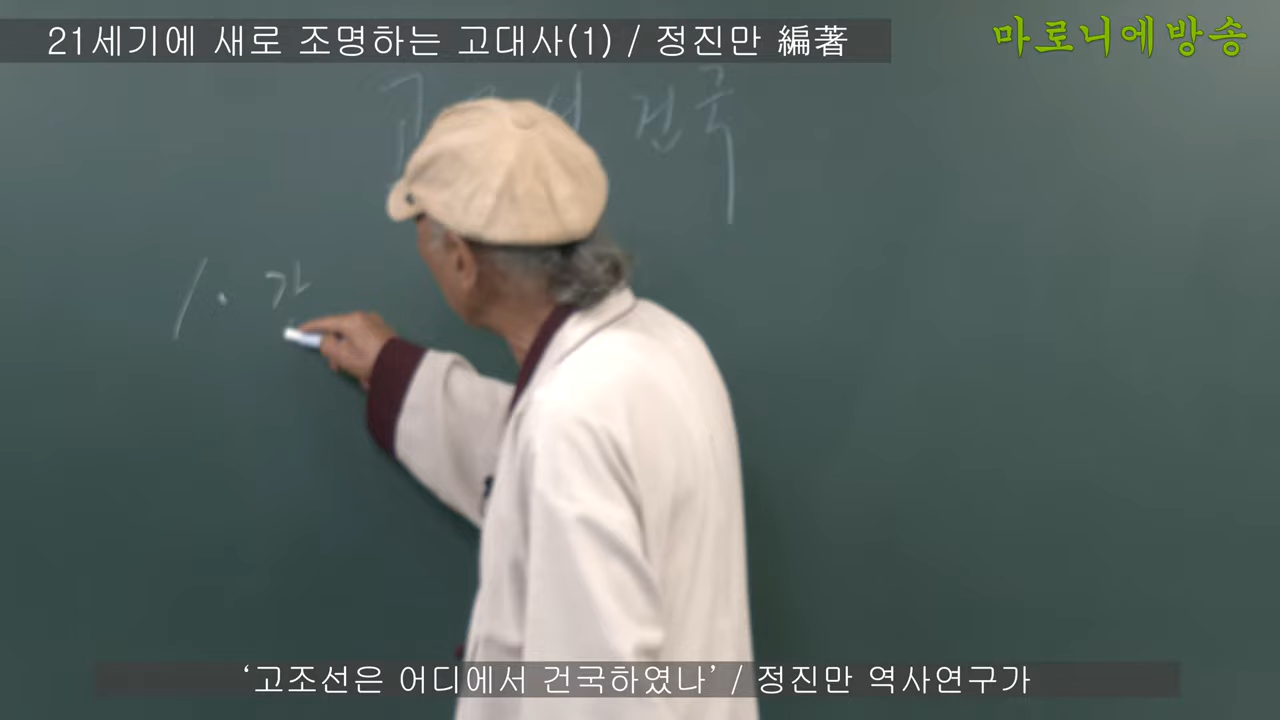 21세기에 새로 조명하는 고대사(1) / 정진만 編著
마로니에방송
건국
1.
‘고조선은 어디에서 건국하였나’ / 정진만 역사연구가